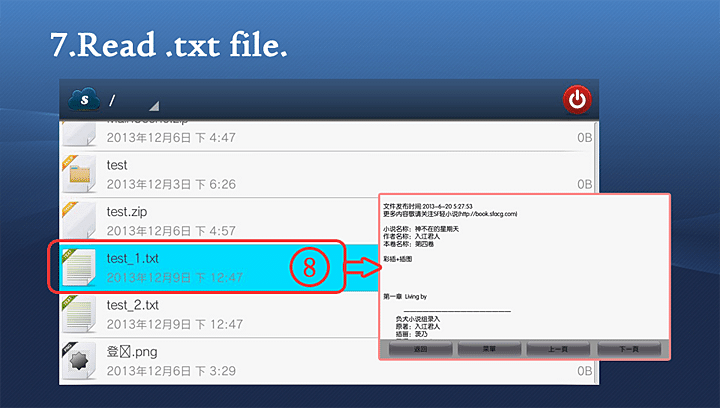 7.Read .txt file.
S /
2013年12月6日 下 4:47
0B
test
2013年12月3日 下 6:26
0B
test.zip
2013年12月6日 下 4:57
test_1.txt
2013年12月9日 下 12:47
8
test_2.txt
2013年12月9日 下 12:47
登.png
2013年12月6日 下 3:29
0B
文件发布时间:2013-6-20 5:27:53
更多内容敬请关注SF轻小说(http://book.sfacg.com)
小说名称：神不在的星期天
作者名称：入江君人
本卷名称：第四卷
彩插+插图
第一章 Living by
负犬小说组录入
原著：入江君人
插画：茨乃
返回
菜單
上一頁
下一頁